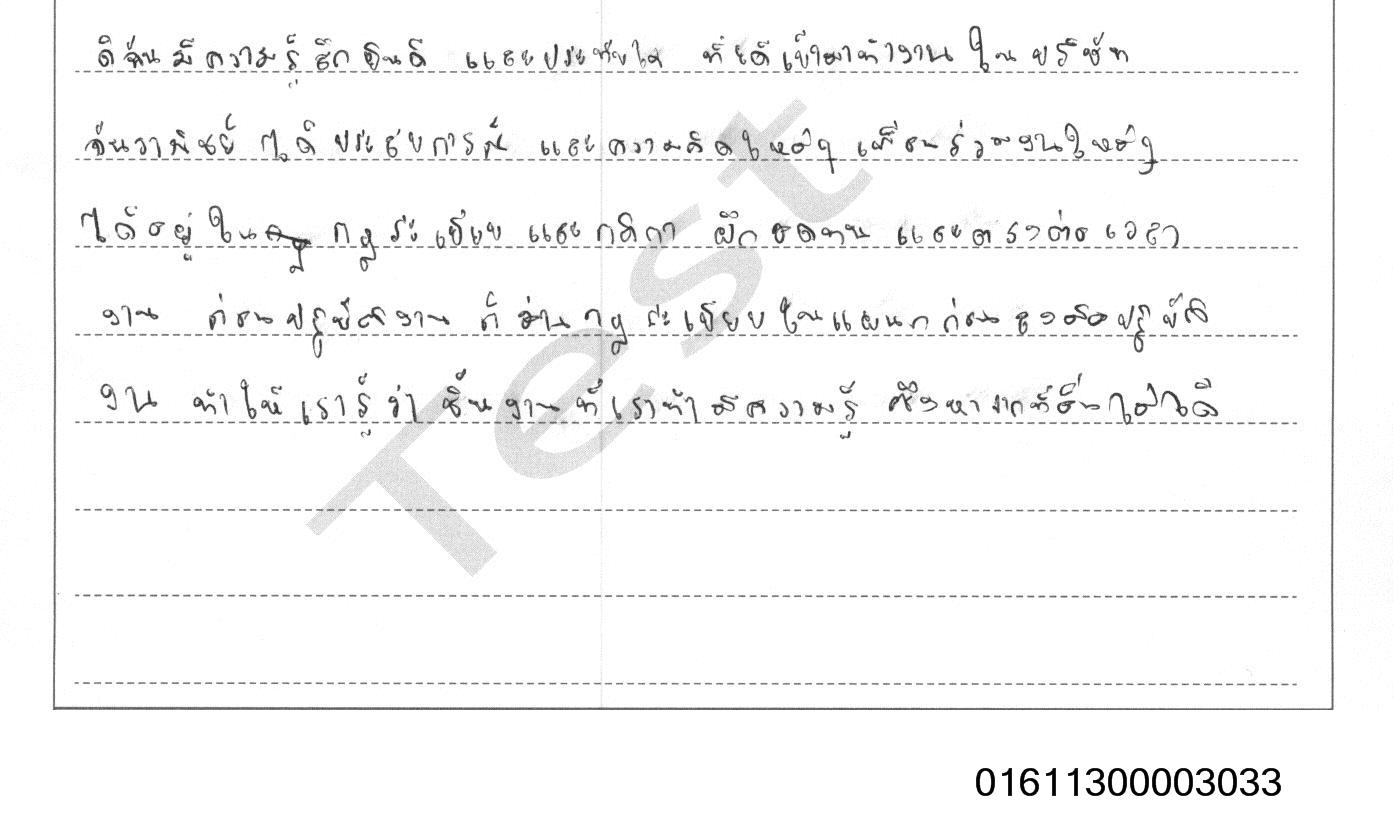 ดิฉันมีความรู้สึกยินดี และประทับใจ ที่ได้เข้ามาทำงานในบริษัท
จันวาณิชย์ ได้ประสบการณ์ และความคิดใหม่ๆ เพื่อนร่วมงานใหม่ๆ
ได้อยู่ใน กฎระเบียบ และกติกา ฝึกอดทน และตรงต่อเวลา
งาน ก่อนปฏิบัติงาน ก็อ่านกฎระเบียบในแผนกก่อนลงมือปฏิบัติ
งาน ทำให้เรารู้ว่าชิ้นงานที่เราทำมีความรู้ ซึ่งหาจากที่อื่นไม่ได้
Test
01611300003033